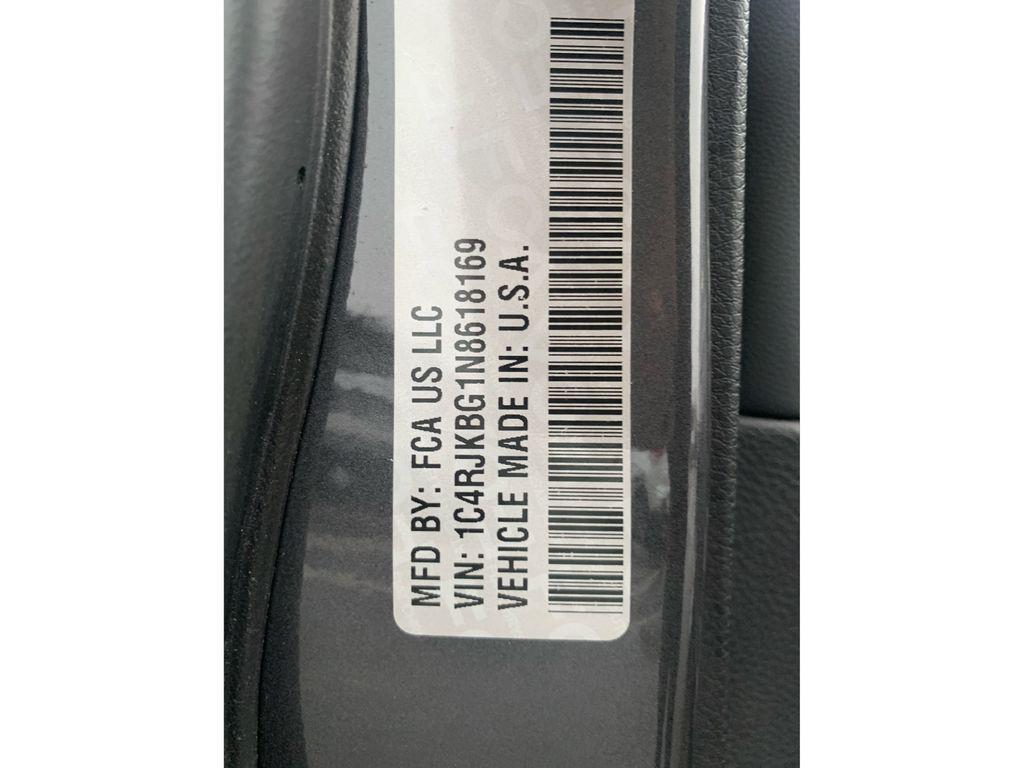 MFD BY: FCA US LLC
VIN: 1C4RJKBG1N8618169
VEHICLE MADE IN: U.S.A.